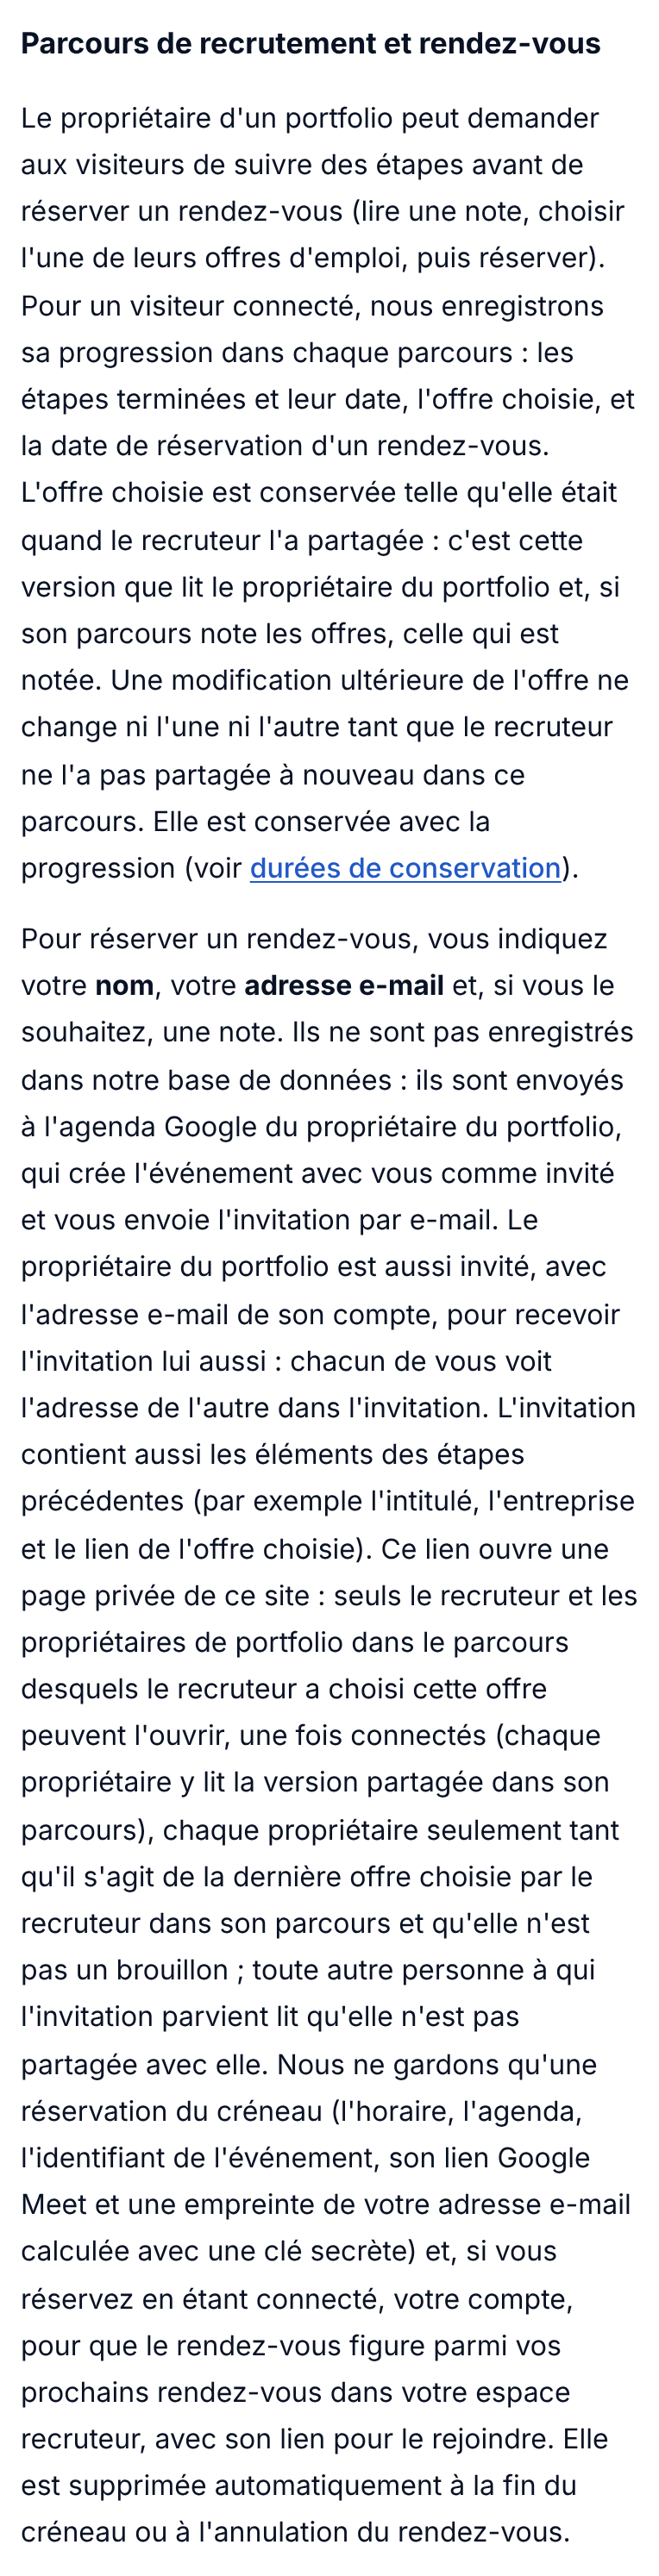 Parcours de recrutement et rendez-vous
Le propriétaire d'un portfolio peut demander
aux visiteurs de suivre des étapes avant de
réserver un rendez-vous (lire une note, choisir
l'une de leurs offres d'emploi, puis réserver).
Pour un visiteur connecté, nous enregistrons
sa progression dans chaque parcours : les
étapes terminées et leur date, l'offre choisie, et
la date de réservation d'un rendez-vous.
L'offre choisie est conservée telle qu'elle était
quand le recruteur l'a partagée : c'est cette
version que lit le propriétaire du portfolio et, si
son parcours note les offres, celle qui est
notée. Une modification ultérieure de l'offre ne
change ni l'une ni l'autre tant que le recruteur
ne l'a pas partagée à nouveau dans ce
parcours. Elle est conservée avec la
progression (voir durées de conservation).
Pour réserver un rendez-vous, vous indiquez
votre nom, votre adresse e-mail et, si vous le
souhaitez, une note. Ils ne sont pas enregistrés
dans notre base de données : ils sont envoyés
à l'agenda Google du propriétaire du portfolio,
qui crée l'événement avec vous comme invité
et vous envoie l'invitation par e-mail. Le
propriétaire du portfolio est aussi invité, avec
l'adresse e-mail de son compte, pour recevoir
l'invitation lui aussi : chacun de vous voit
l'adresse de l'autre dans l'invitation. L'invitation
contient aussi les éléments des étapes
précédentes (par exemple l'intitulé, l'entreprise
et le lien de l'offre choisie). Ce lien ouvre une
page privée de ce site : seuls le recruteur et les
propriétaires de portfolio dans le parcours
desquels le recruteur a choisi cette offre
peuvent l'ouvrir, une fois connectés (chaque
propriétaire y lit la version partagée dans son
parcours), chaque propriétaire seulement tant
qu'il s'agit de la dernière offre choisie par le
recruteur dans son parcours et qu'elle n'est
pas un brouillon ; toute autre personne à qui
l'invitation parvient lit qu'elle n'est pas
partagée avec elle. Nous ne gardons qu'une
réservation du créneau (l'horaire, l'agenda,
l'identifiant de l'événement, son lien Google
Meet et une empreinte de votre adresse e-mail
calculée avec une clé secrète) et, si vous
réservez en étant connecté, votre compte,
pour que le rendez-vous figure parmi vos
prochains rendez-vous dans votre espace
recruteur, avec son lien pour le rejoindre. Elle
est supprimée automatiquement à la fin du
créneau ou à l'annulation du rendez-vous.